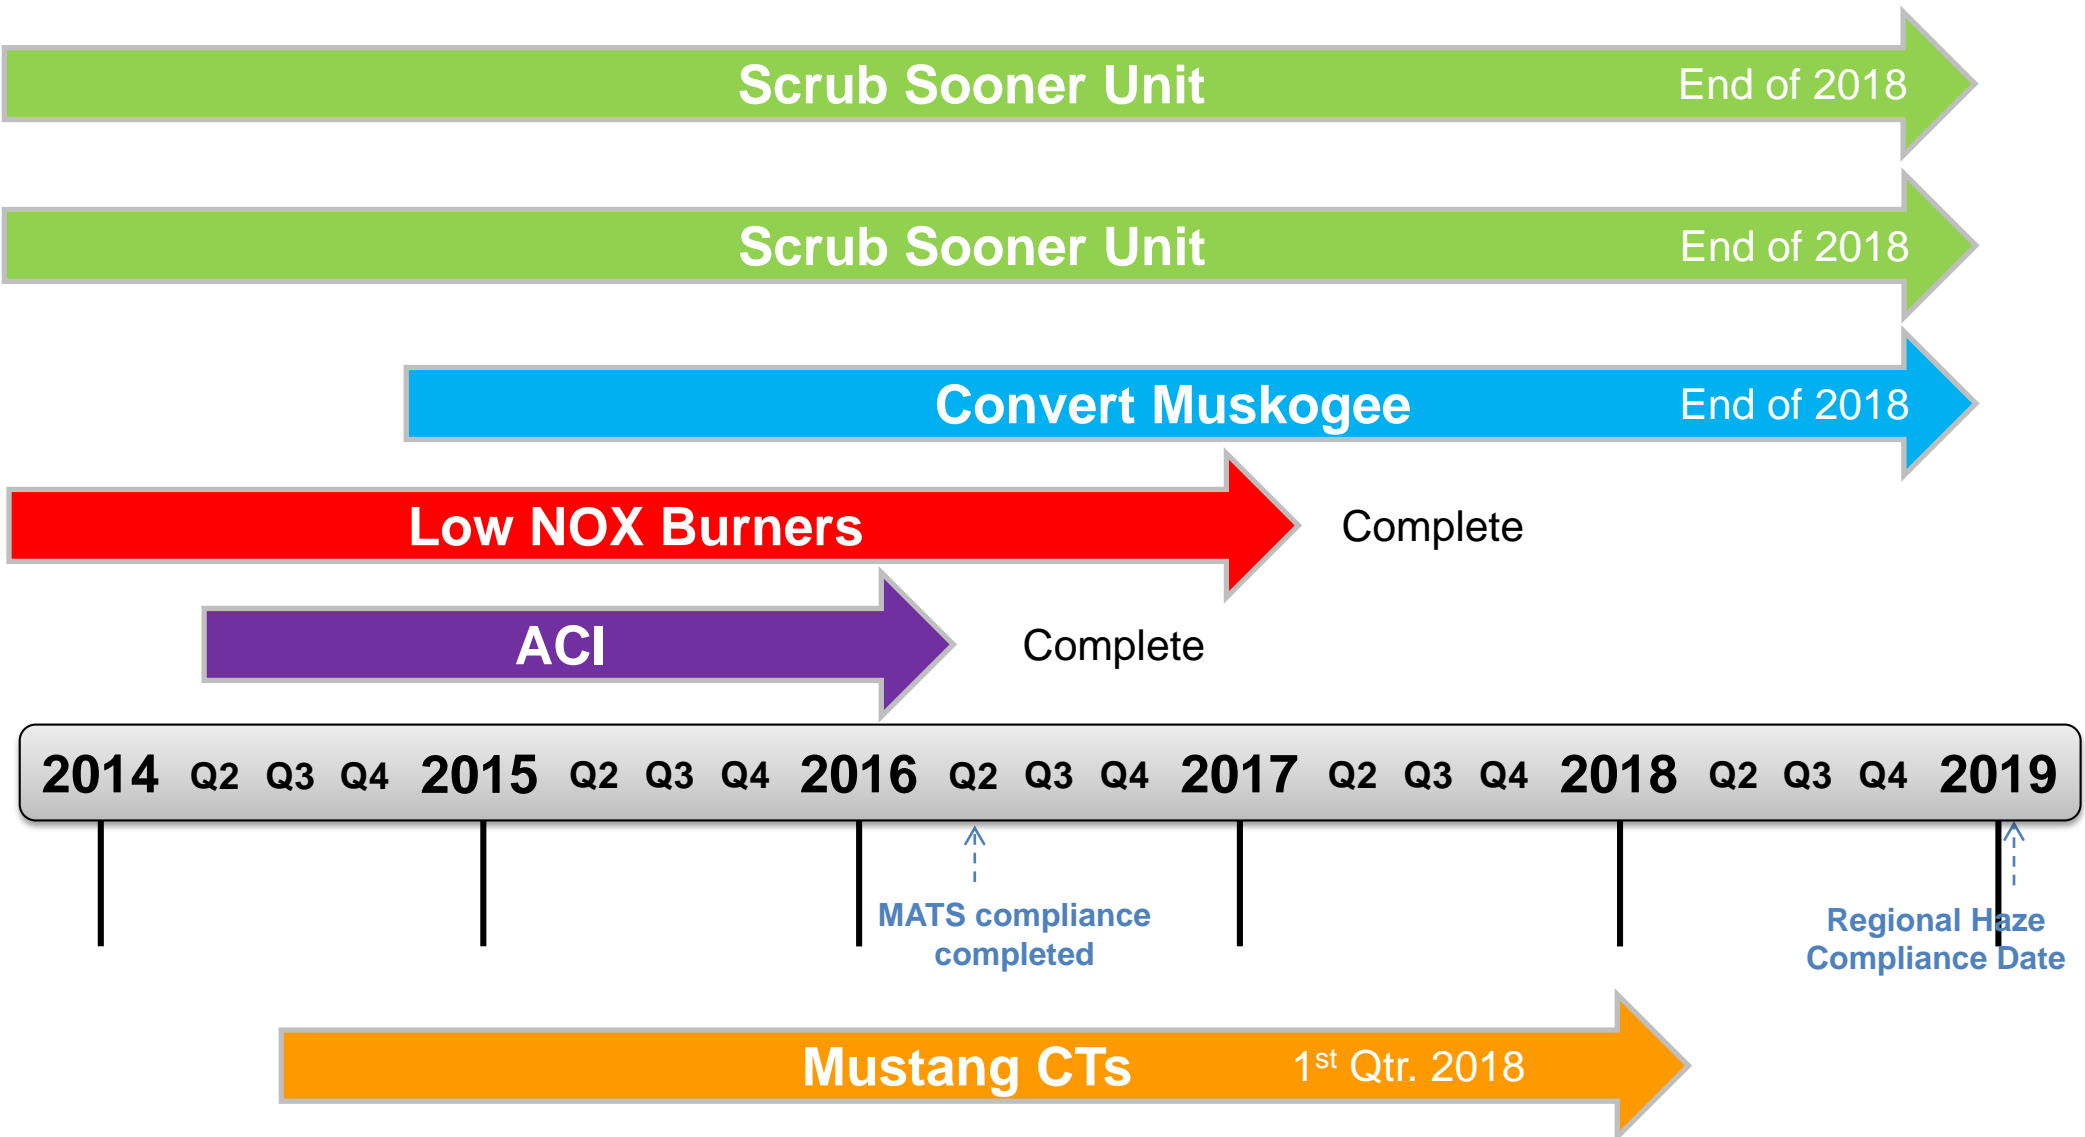 Scrub Sooner Unit End of 2018
Scrub Sooner Unit End of 2018
Convert Muskogee End of 2018
Low NOX Burners Complete
ACI Complete
2014 Q2 Q3 Q4 2015 Q2 Q3 Q4 2016 Q2 Q3 Q4 2017 Q2 Q3 Q4 2018 Q2 Q3 Q4 2019
MATS compliance
completed
Regional Haze
Compliance Date
Mustang CTs 1st Qtr. 2018